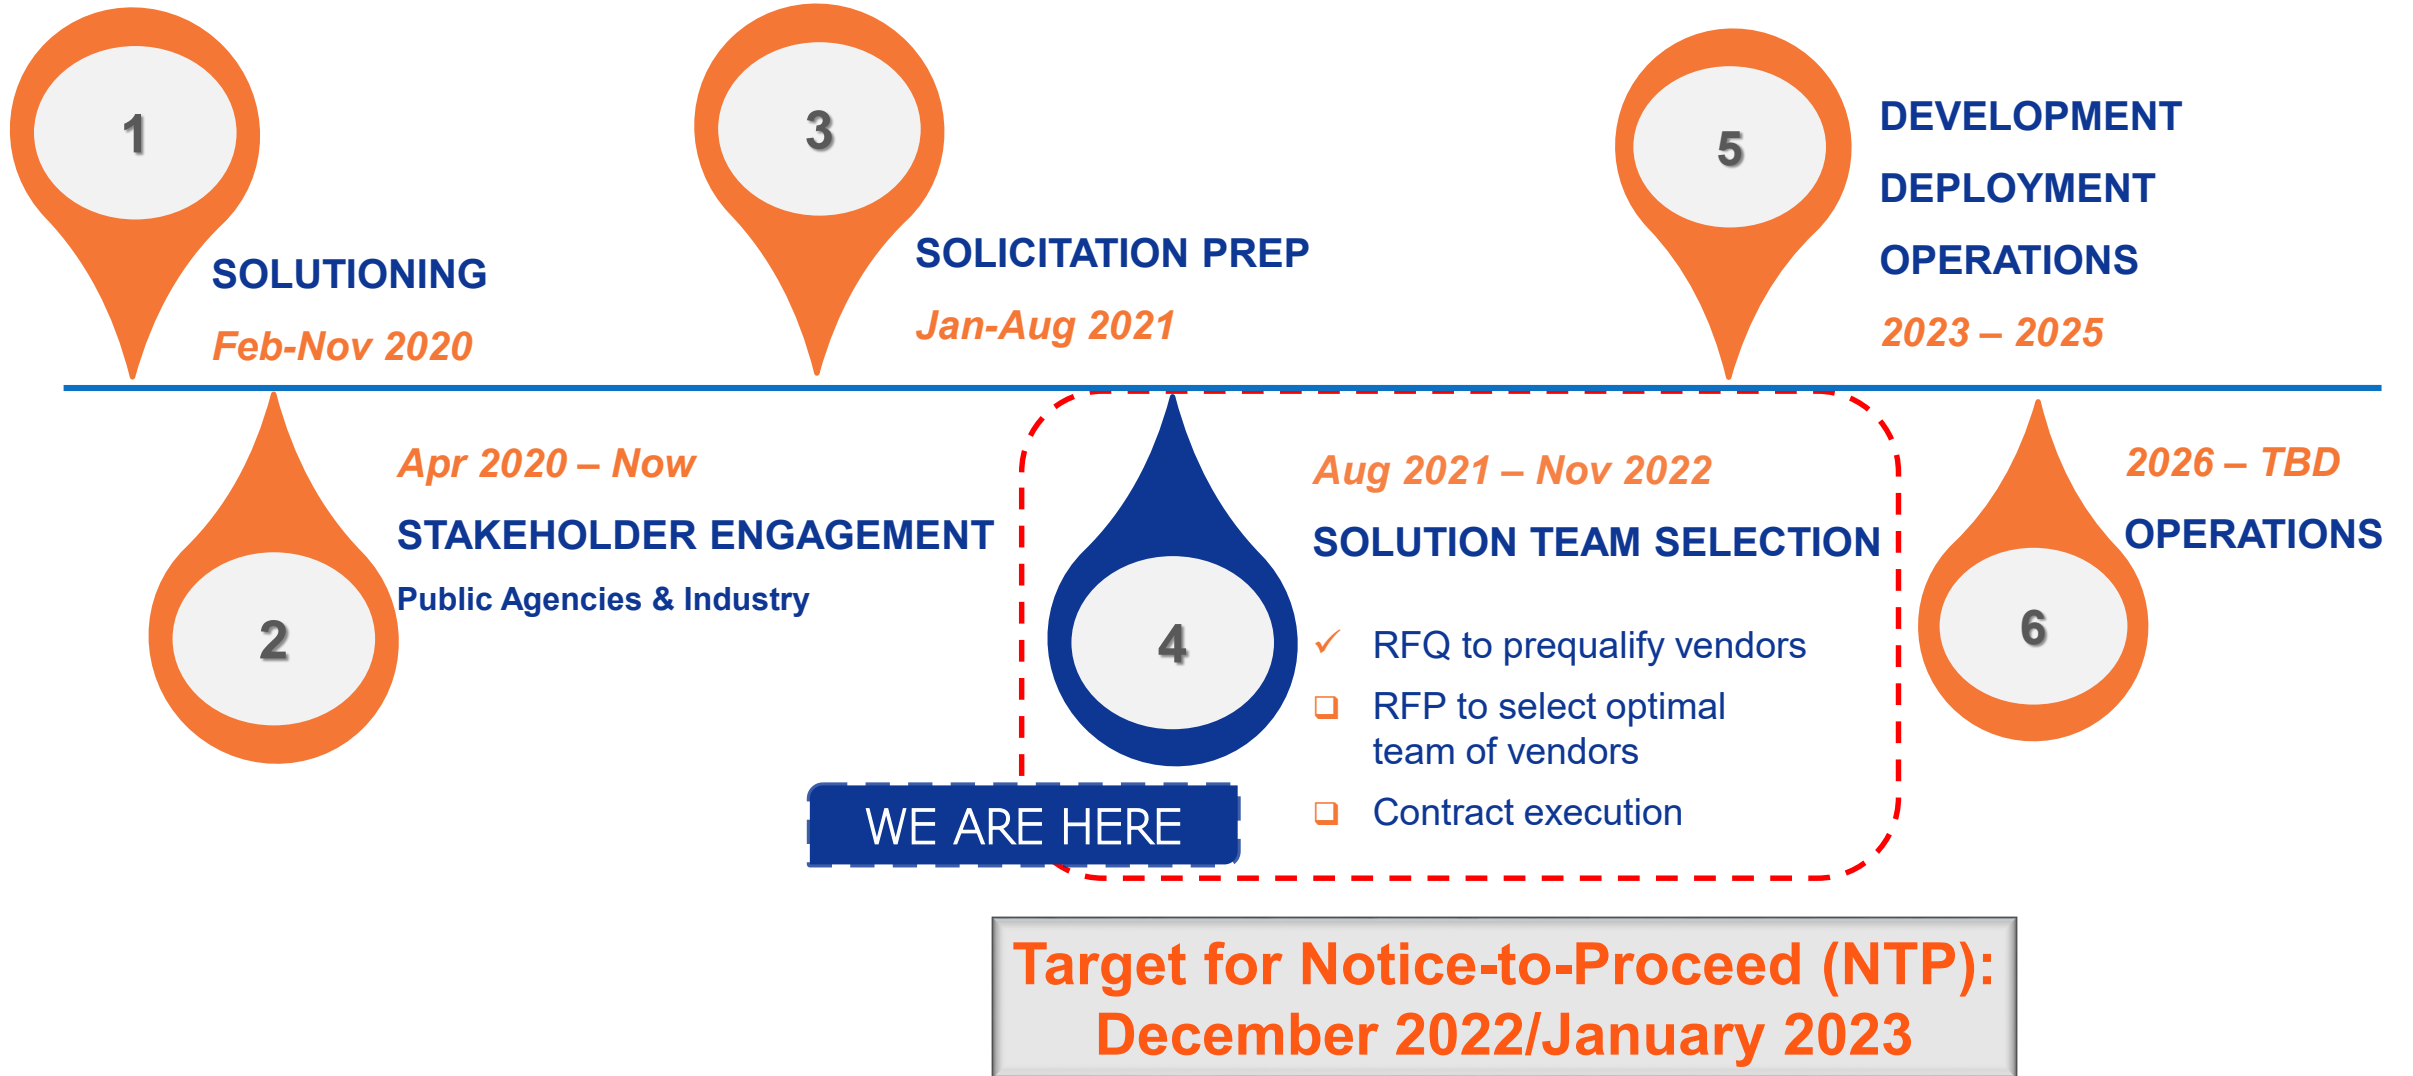 1
SOLUTIONING
Feb-Nov 2020
2
Apr 2020 – Now
STAKEHOLDER ENGAGEMENT
Public Agencies & Industry
3
SOLICITATION PREP
Jan-Aug 2021
4
Aug 2021 – Nov 2022
SOLUTION TEAM SELECTION
✓ RFQ to prequalify vendors
❑ RFP to select optimal
team of vendors
❑ Contract execution
WE ARE HERE
5
DEVELOPMENT
DEPLOYMENT
OPERATIONS
2023 – 2025
6
2026 – TBD
OPERATIONS
Target for Notice-to-Proceed (NTP):
December 2022/January 2023